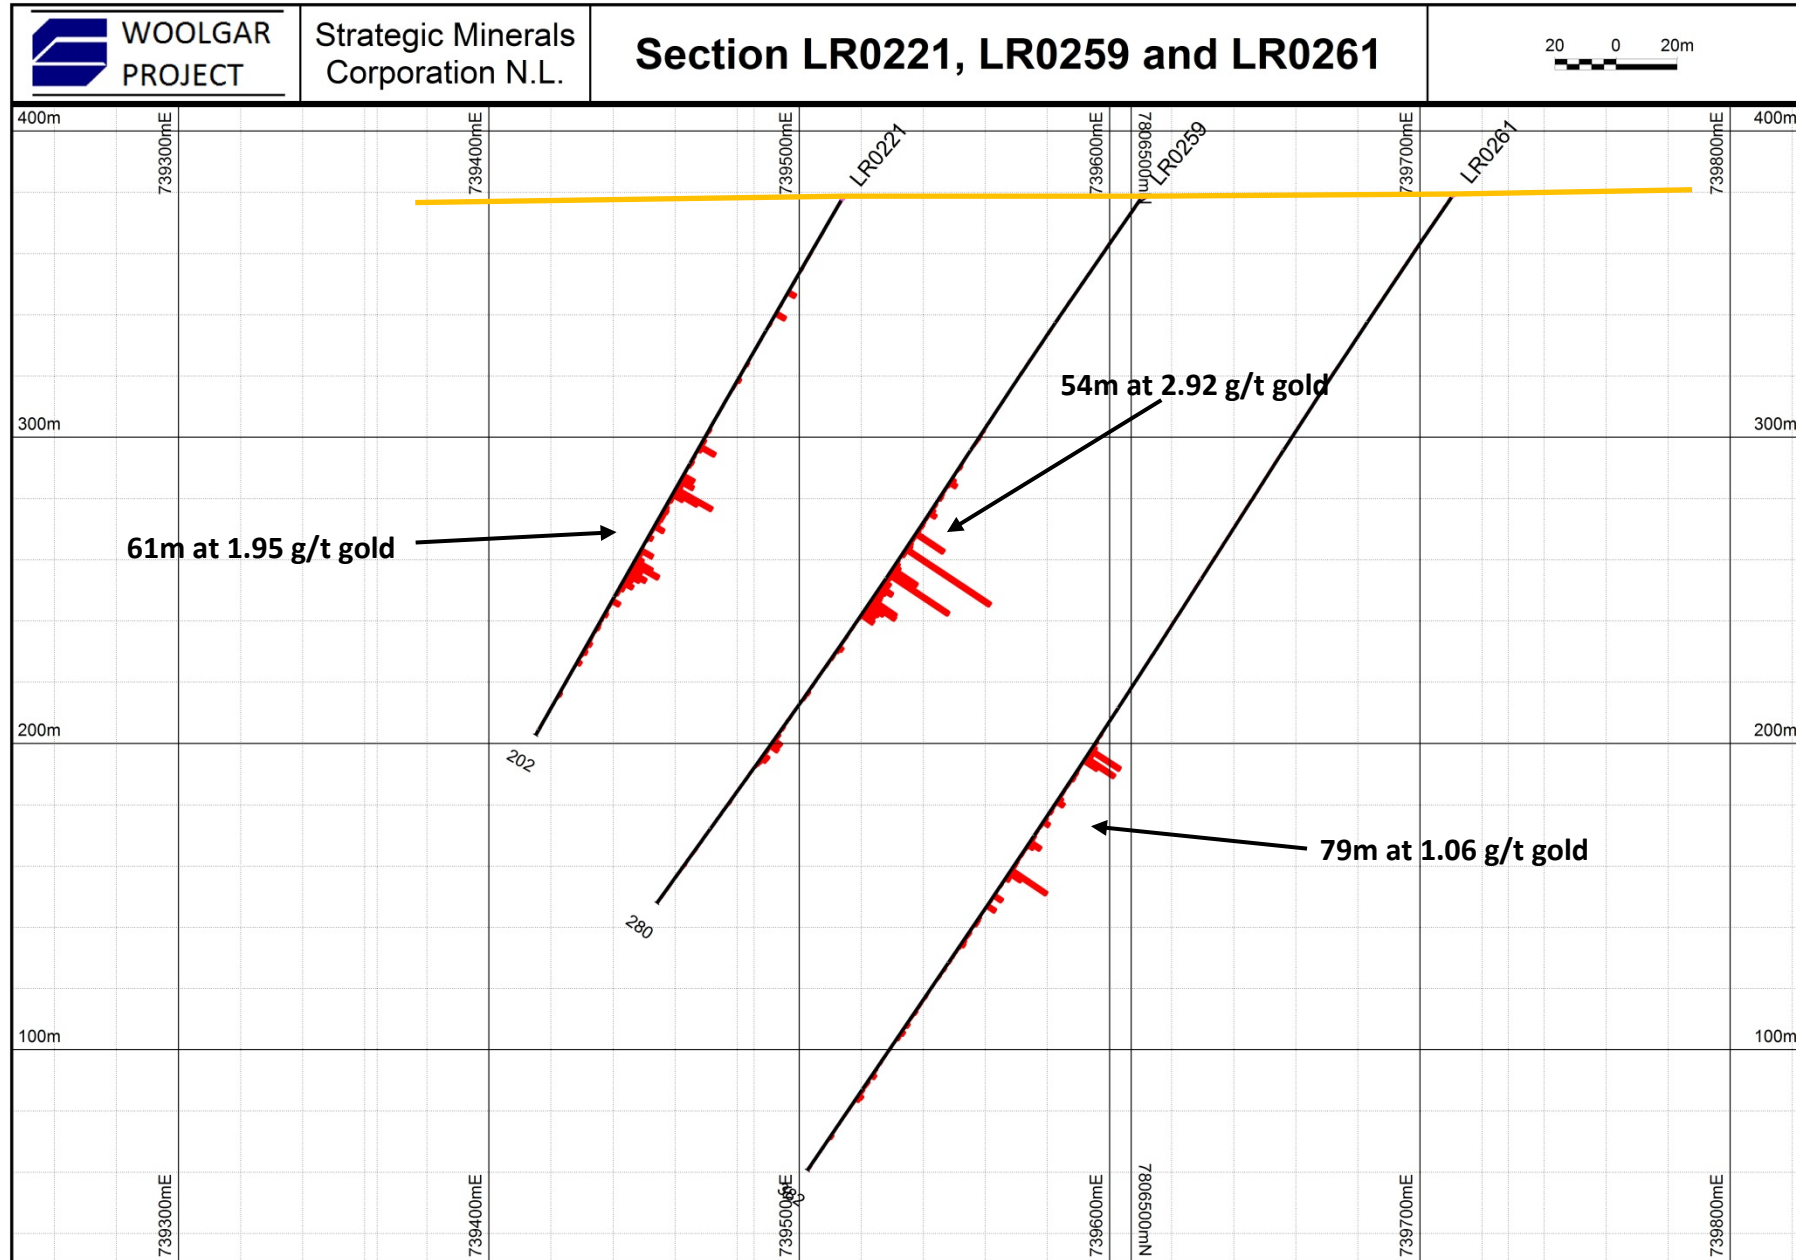 WOOLGAR
PROJECT
Strategic Minerals
Corporation N.L.
Section LR0221, LR0259 and LR0261
20 0 20m
400m
739300mE
739400mE
739500mE
LR0221
739600mE
7806500mN
LR0259
739700mE
LR0261
739800mE
400m
54m at 2.92 g/t gold
300m
300m
61m at 1.95 g/t gold
200m
200m
202
79m at 1.06 g/t gold
280
100m
100m
739300mE
739400mE
739500mE
739600mE
7806500mN
739700mE
739800mE